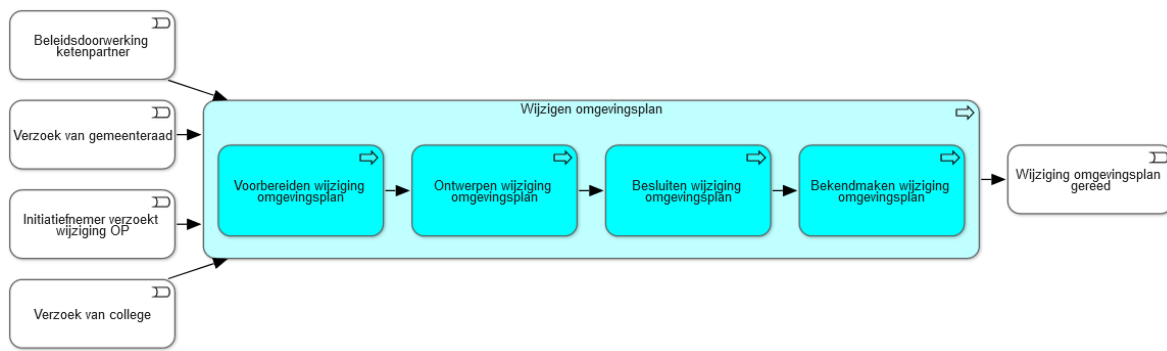 Beleidsdoorwerking
ketenpartner
Verzoek van gemeenteraad
Initiatiefnemer verzoekt
wijziging OP
Verzoek van college
Wijzigen omgevingsplan
Voorbereiden wijziging
omgevingsplan
Ontwerpen wijziging
omgevingsplan
Besluiten wijziging
omgevingsplan
Bekendmaken wijziging
omgevingsplan
Wijziging omgevingsplan
gereed